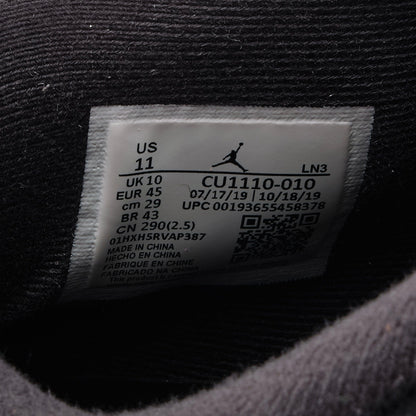 US
11
LN3
UK 10
CU1110-010
EUR 45
07/17/19 | 10/18/19
cm 29
UPC 00193655458378
BR 43
CN 290(2.5)
01HXH5RVAP387
MADE IN CHINA
HECHO EN CHINA
FABRIQUE EN CHINE
FABRICADO NA CHINA
This product